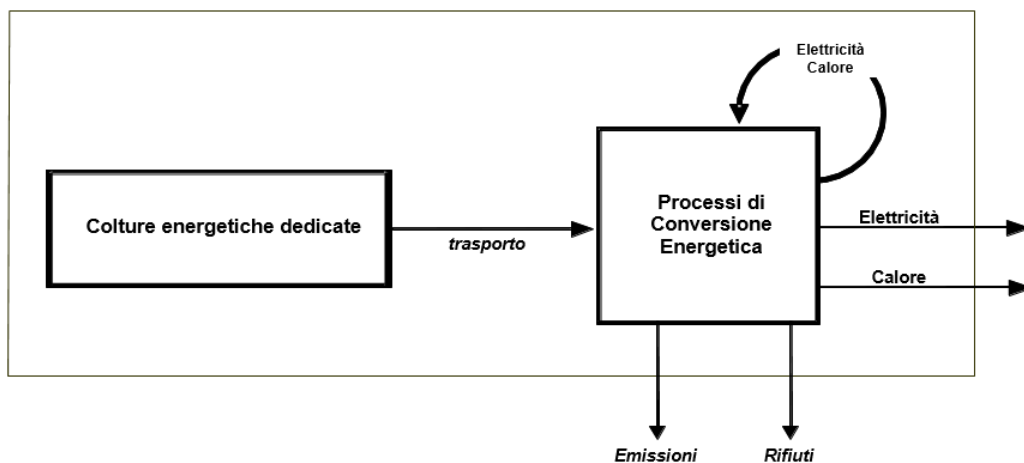 Elettricità
Calore
Colture energetiche dedicate
trasporto
Processi di
Conversione
Energetica
Elettricità
Calore
Emissioni
Rifiuti